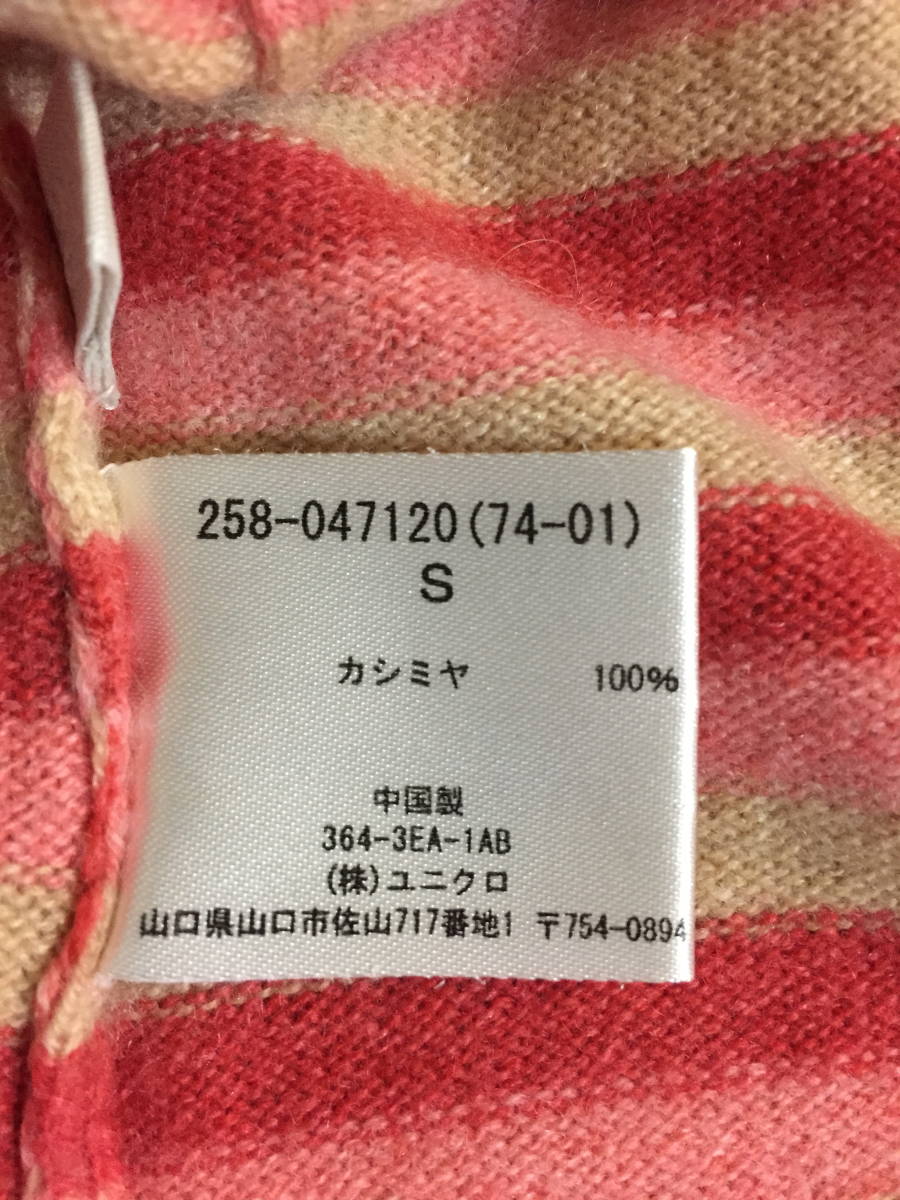 258-047120(74-01)
S
カシミヤ 100%
中国製
364-3EA-1AB
(株)ユニクロ
山口県山口市佐山717番地1 〒754-0894